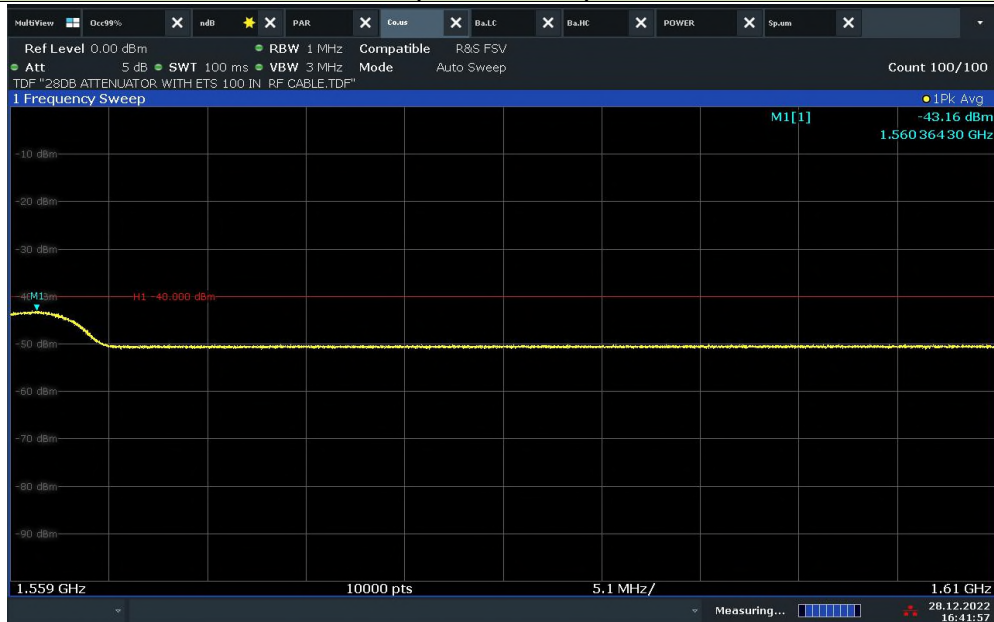 MultiView Occ99% ndB PAR Co.us Ba.LC Ba.HC POWER Sp.um
Ref Level 0.00 dBm RBW 1 MHz Compatible R&S FSV
Att 5 dB SWT 100 ms VBW 3 MHz Mode Auto Sweep Count 100/100
TDF "28DB ATTENUATOR WITH ETS 100 IN RF CABLE.TDF"
1 Frequency Sweep 1Pk Avg
M1[1] -43.16 dBm
1.560 364 30 GHz
-10 dBm
-20 dBm
-30 dBm
M1
H1 -40.000 dBm
-50 dBm
-60 dBm
-70 dBm
-80 dBm
-90 dBm
1.559 GHz 10000 pts 5.1 MHz/ 1.61 GHz
Measuring... 28.12.2022
16:41:57